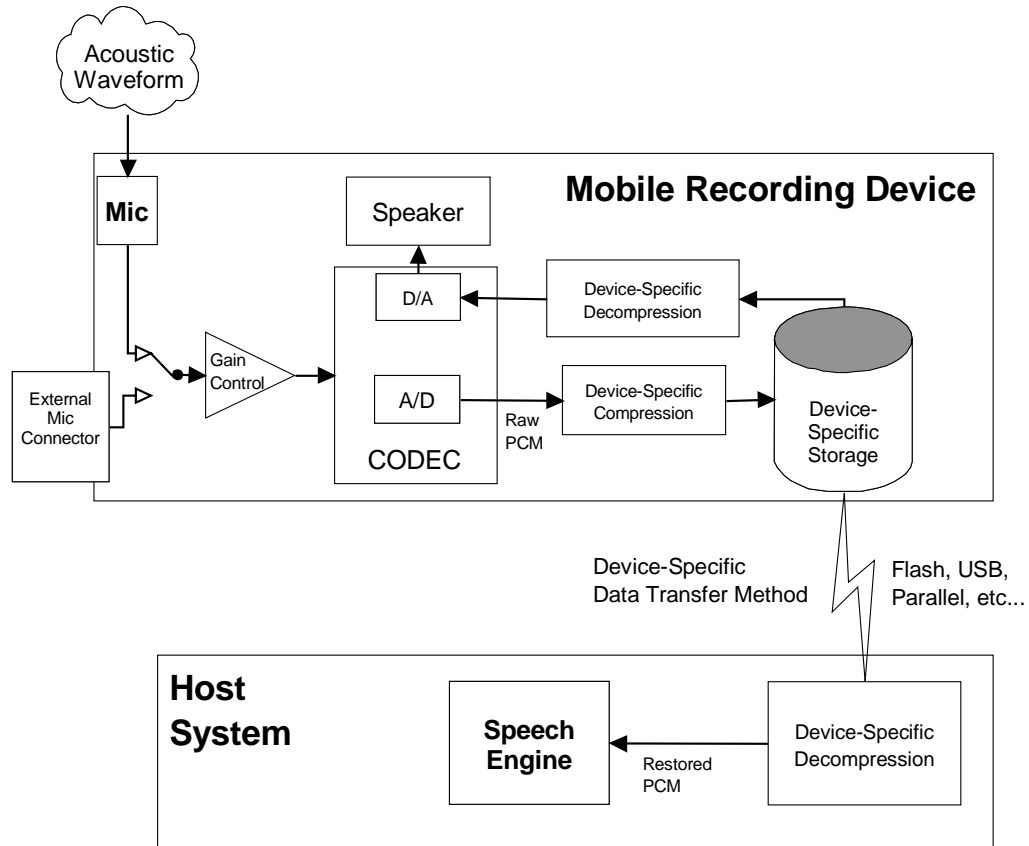 Acoustic
Waveform
Mobile Recording Device
Mic
Speaker
D/A
Device-Specific
Decompression
Gain
Control
External
Mic
Connector
A/D
Raw
PCM
Device-Specific
Compression
CODEC
Device-
Specific
Storage
Device-Specific
Data Transfer Method
Flash, USB,
Parallel, etc...
Host
System
Speech
Engine
Restored
PCM
Device-Specific
Decompression